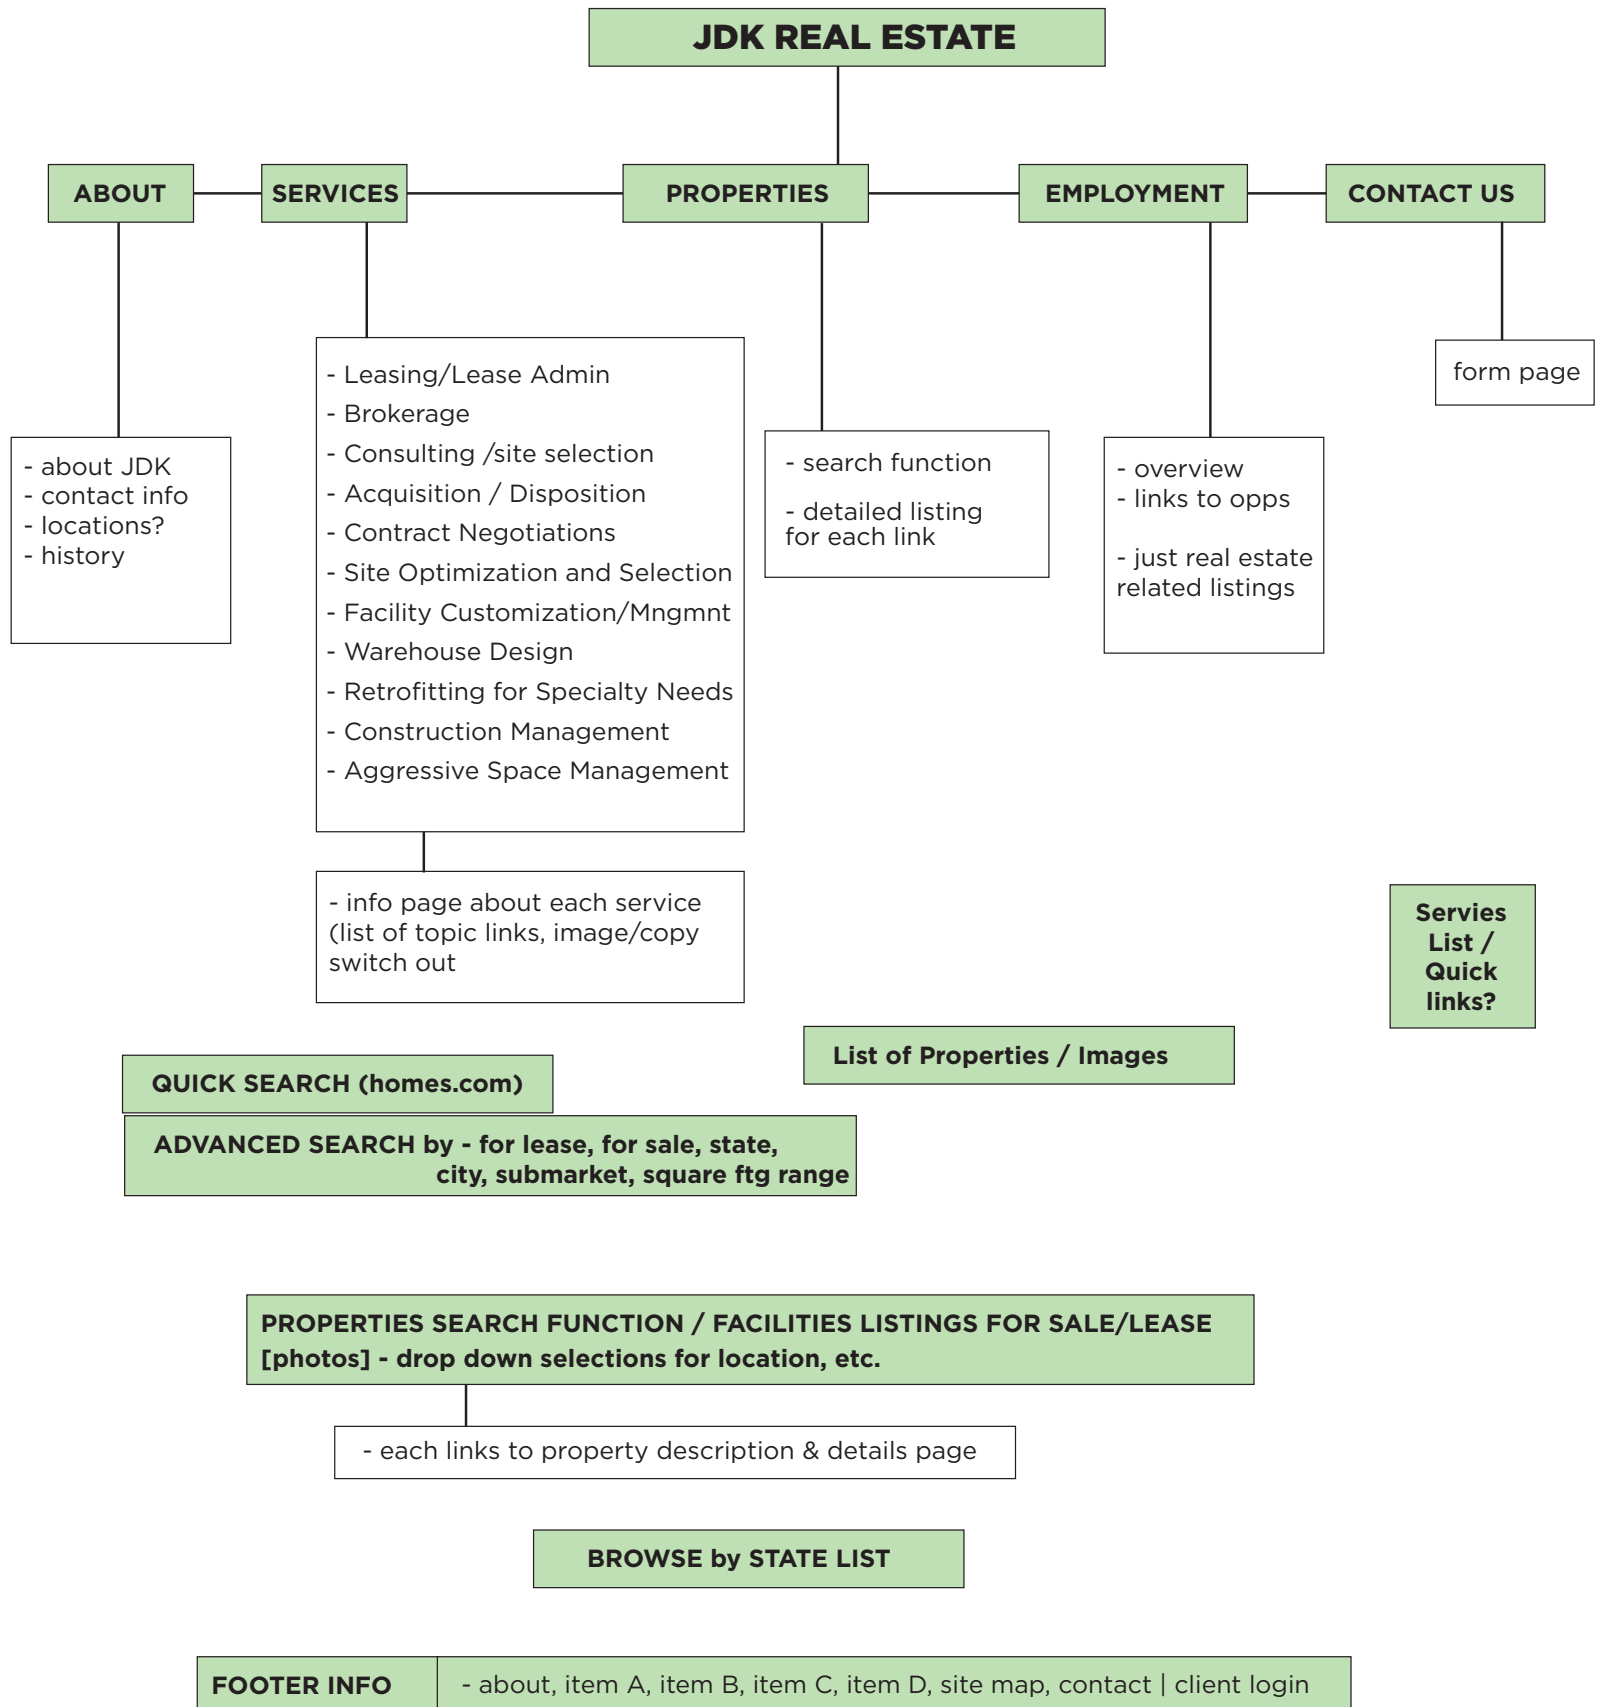 JDK REAL ESTATE
ABOUT
SERVICES
PROPERTIES
EMPLOYMENT
CONTACT US
- about JDK
- contact info
- locations?
- history
- Leasing/Lease Admin
- Brokerage
- Consulting /site selection
- Acquisition / Disposition
- Contract Negotiations
- Site Optimization and Selection
- Facility Customization/Mngmnt
- Warehouse Design
- Retrofitting for Specialty Needs
- Construction Management
- Aggressive Space Management
- info page about each service
(list of topic links, image/copy
switch out
- search function
- detailed listing
for each link
- overview
- links to opps
- just real estate
related listings
form page
Servies
List /
Quick
links?
List of Properties / Images
QUICK SEARCH (homes.com)
ADVANCED SEARCH by - for lease, for sale, state,
city, submarket, square ftg range
PROPERTIES SEARCH FUNCTION / FACILITIES LISTINGS FOR SALE/LEASE
[photos] - drop down selections for location, etc.
- each links to property description & details page
BROWSE by STATE LIST
FOOTER INFO
- about, item A, item B, item C, item D, site map, contact | client login